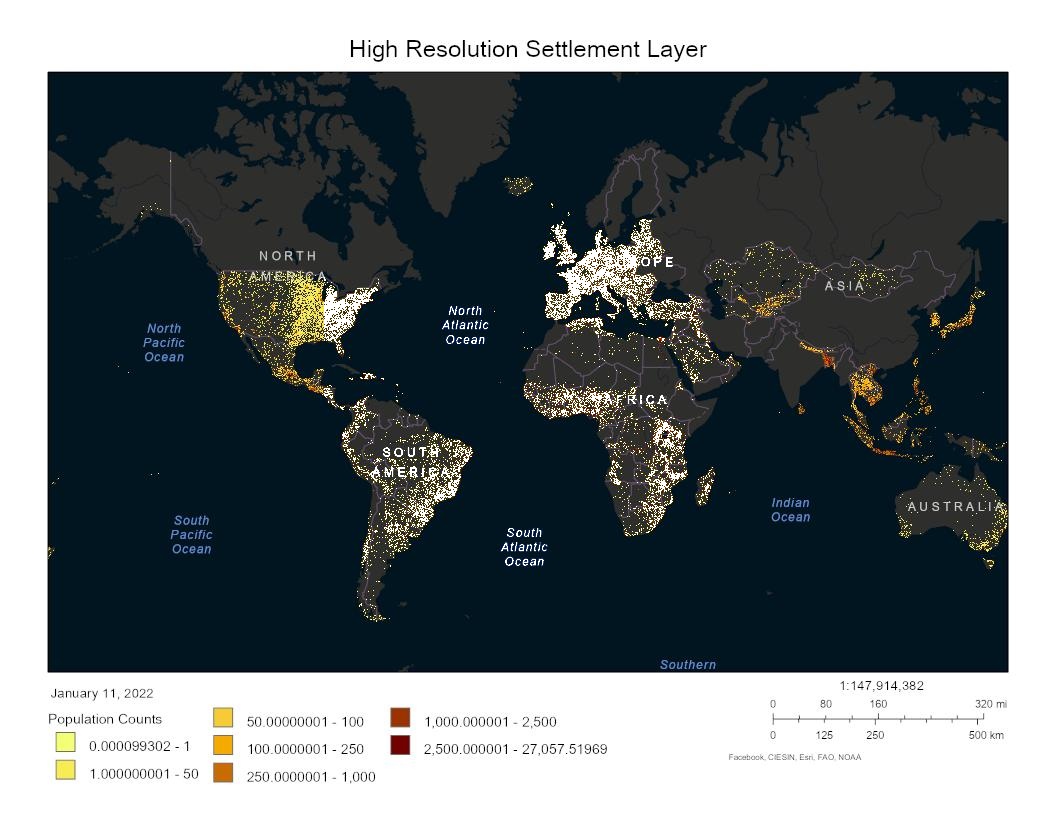 High Resolution Settlement Layer
NORTH
AMERICA
EUROPE
ASIA
North
Pacific
Ocean
North
Atlantic
Ocean
AFRICA
SOUTH
AMERICA
Indian
Ocean
AUSTRALIA
South
Pacific
Ocean
South
Atlantic
Ocean
Southern
January 11, 2022
Population Counts
0.000099302 - 1
1.000000001 - 50
50.00000001 - 100
100.0000001 - 250
250.0000001 - 1,000
1,000.000001 - 2,500
2,500.000001 - 27,057.51969
1:147,914,382
0 80 160 320 mi
0 125 250 500 km
Facebook, CIESIN, Esri, FAO, NOAA